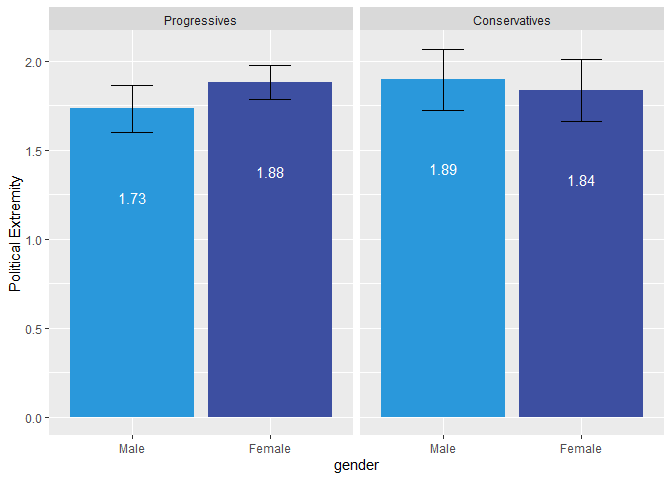 Progressives
Conservatives
Political Extremity
2.0
1.5
1.0
0.5
0.0
1.73
1.88
1.89
1.84
Male
Female
Male
Female
gender